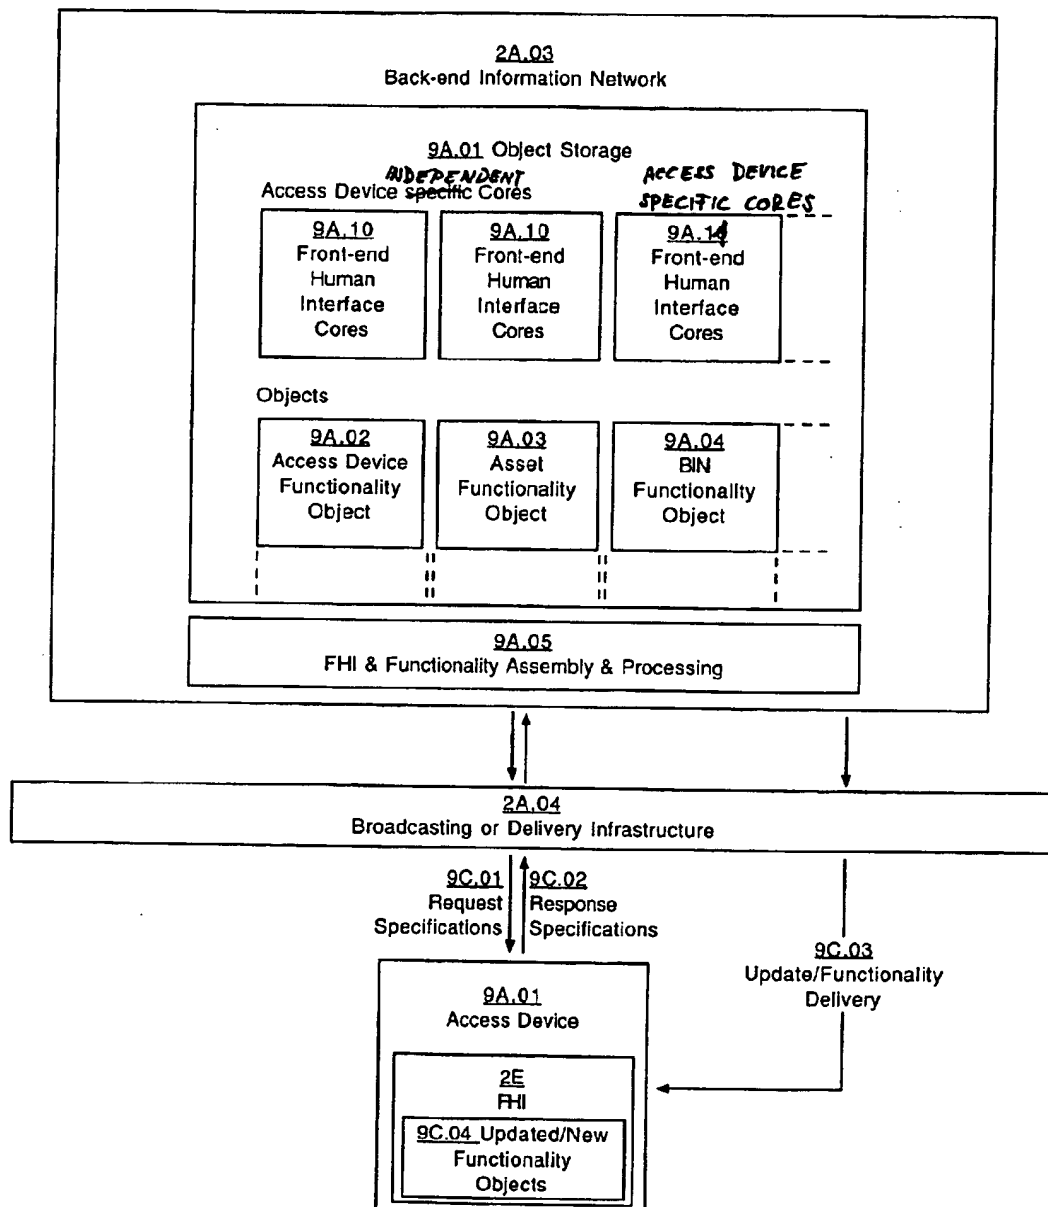 2A.03
Back-end Information Network
9A.01 Object Storage
INDEPENDENT
Access Device specific Cores
ACCESS DEVICE
SPECIFIC CORES
9A.10
Front-end
Human
Interface
Cores
9A.10
Front-end
Human
Interface
Cores
Front-end
Human
Interface
Cores
Objects
9A.02
Access Device
Functionality
Object
9A.03
Asset
Functionality
Object
9A.04
BIN
Functionality
Object
9A.05
FHI & Functionality Assembly & Processing
2A.04
Broadcasting or Delivery Infrastructure
9C.01
Request
Specifications
9C.02
Response
Specifications
9C.03
Update/Functionality
Delivery
9A.01
Access Device
2E
FHI
9C.04 Updated/New
Functionality
Objects